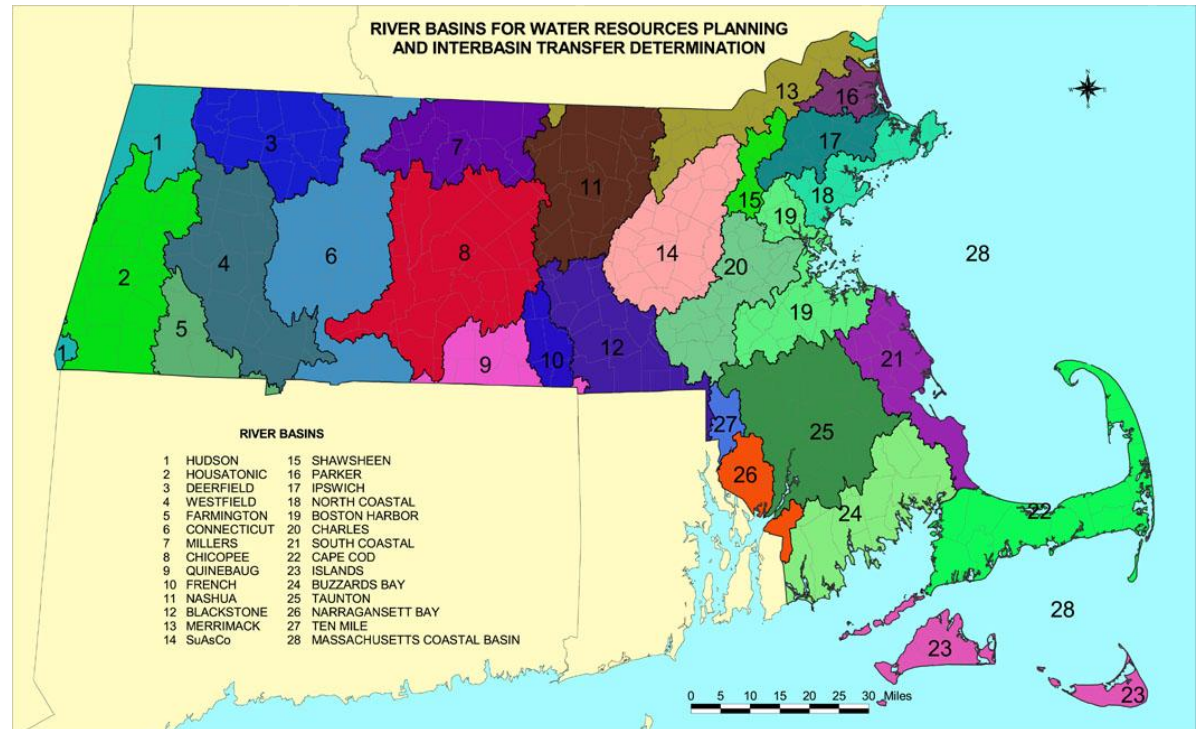 RIVER BASINS FOR WATER RESOURCES PLANNING
AND INTERBASIN TRANSFER DETERMINATION
13
16
1
3
7
17
11
15
18
19
2
4
6
8
14
20
28
5
9
10
12
19
21
1
27
25
26
24
22
28
23
23
RIVER BASINS
1 HUDSON 15 SHAWSHEEN
2 HOUSATONIC 16 PARKER
3 DEERFIELD 17 IPSWICH
4 WESTFIELD 18 NORTH COASTAL
5 FARMINGTON 19 BOSTON HARBOR
6 CONNECTICUT 20 CHARLES
7 MILLERS 21 SOUTH COASTAL
8 CHICOPEE 22 CAPE COD
9 QUINEBAUG 23 ISLANDS
10 FRENCH 24 BUZZARDS BAY
11 NASHUA 25 TAUNTON
12 BLACKSTONE 26 NARRAGANSETT BAY
13 MERRIMACK 27 TEN MILE
14 SuAsCo 28 MASSACHUSETTS COASTAL BASIN
0 5 10 15 20 25 30 Miles